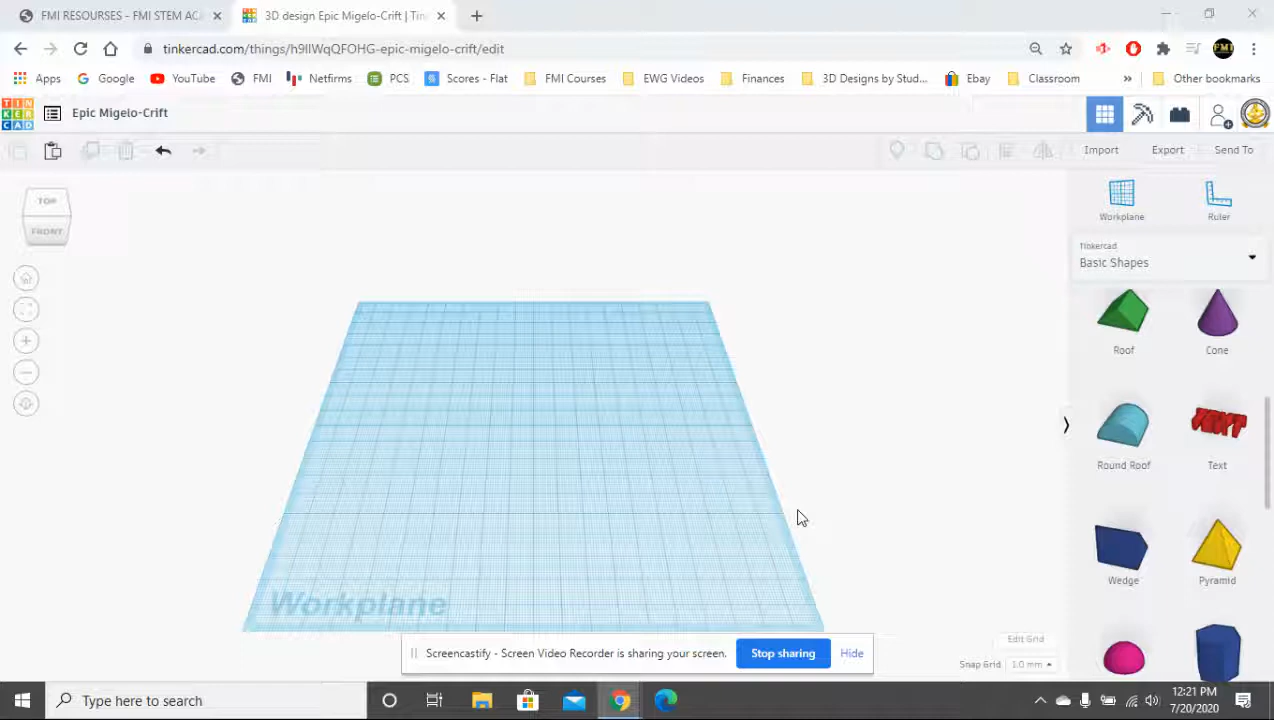 FMI RESOURSES - FMI STEM ACA
3D design Epic Migelo-Crift | Tin
tinkercad.com/things/h9IlWqQFOHG-epic-migelo-crift/edit
Apps
Google
YouTube
FMI
Netfirms
PCS
Scores - Flat
FMI Courses
EWG Videos
Finances
3D Designs by Stud...
Ebay
Classroom
»
Other bookmarks
TIN
KER
CAD
Epic Migelo-Crift
Import
Export
Send To
TOP
FRONT
Workplane
Ruler
Tinkercad
Basic Shapes
Roof
Cone
Round Roof
Text
Wedge
Pyramid
Workplane
Edit Grid
Snap Grid 1.0 mm
Screencastify - Screen Video Recorder is sharing your screen.
Stop sharing
Hide
Type here to search
12:21 PM
7/20/2020